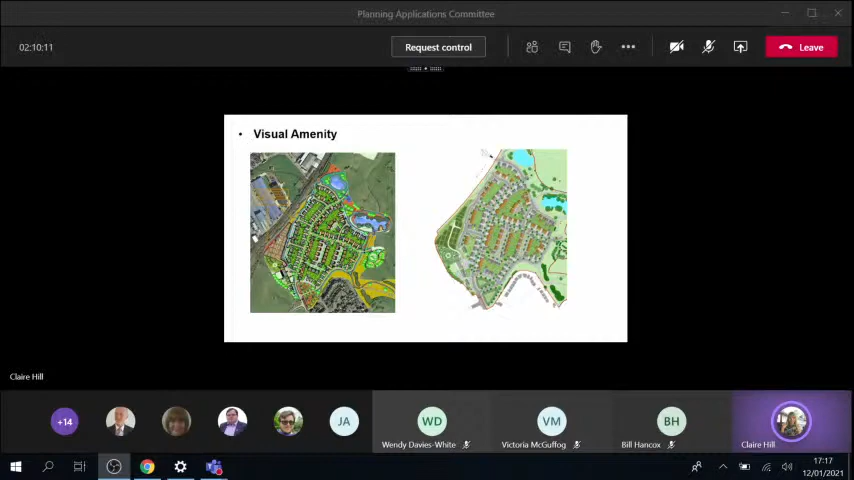 Planning Applications Committee
02:10:11
Request control
Leave
• Visual Amenity
Claire Hill
+14
JA
WD
VM
BH
Wendy Davies-White
Victoria McGuffog
Bill Hancox
Claire Hill
17:17
12/01/2021